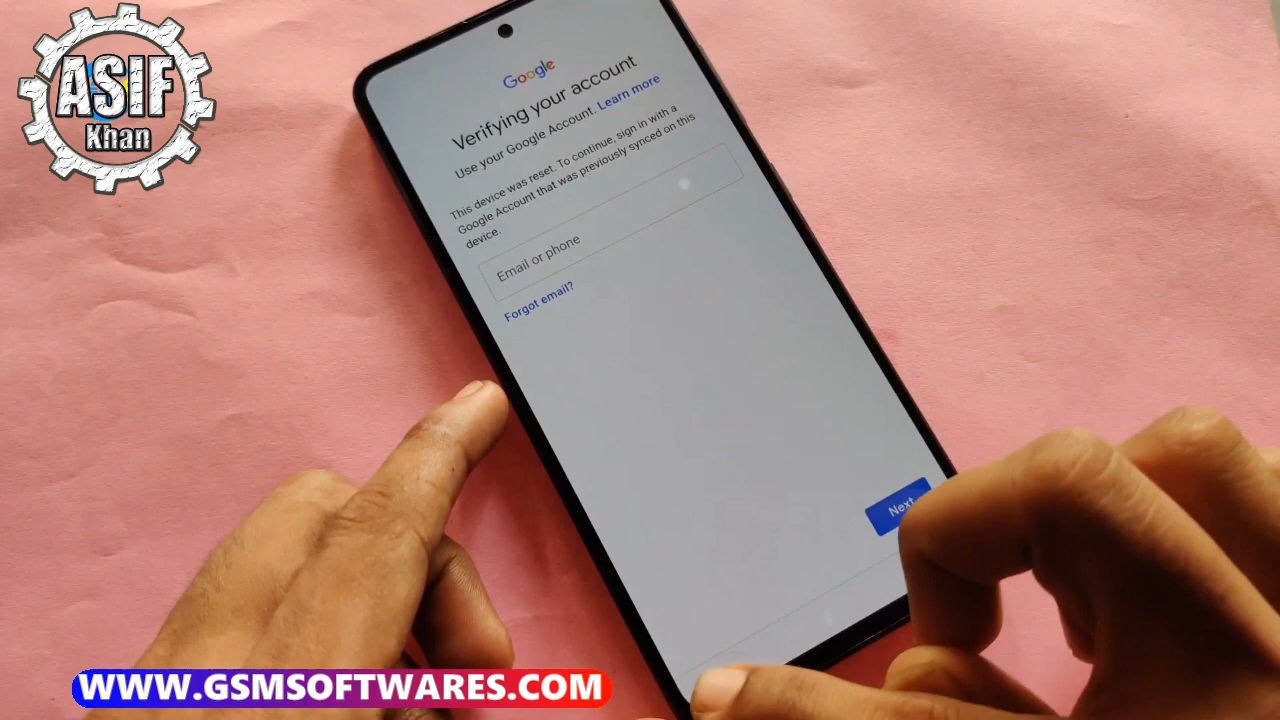 ASIF
Khan
Google
Verifying your account
Use your Google Account. Learn more
This device was reset. To continue, sign in with a
Google Account that was previously synced on this
device.
Email or phone
Forgot email?
Next
WWW.GSMSOFTWARES.COM